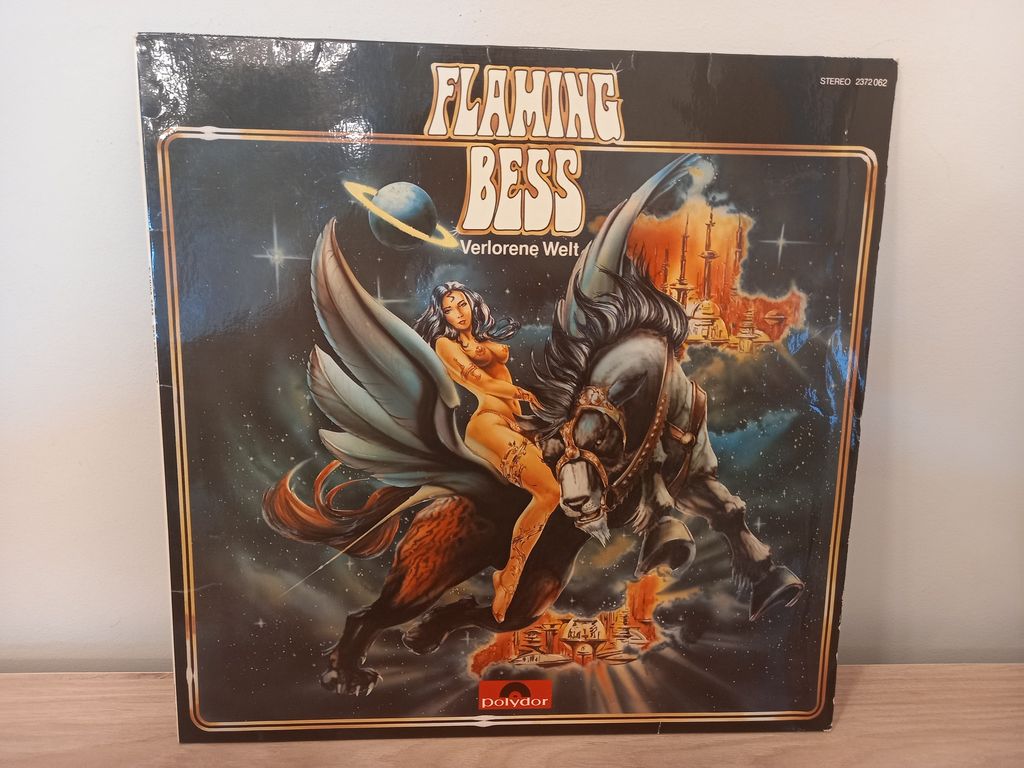 STEREO 2372 062
FLAMING
BESS
Verlorene Welt
polydor